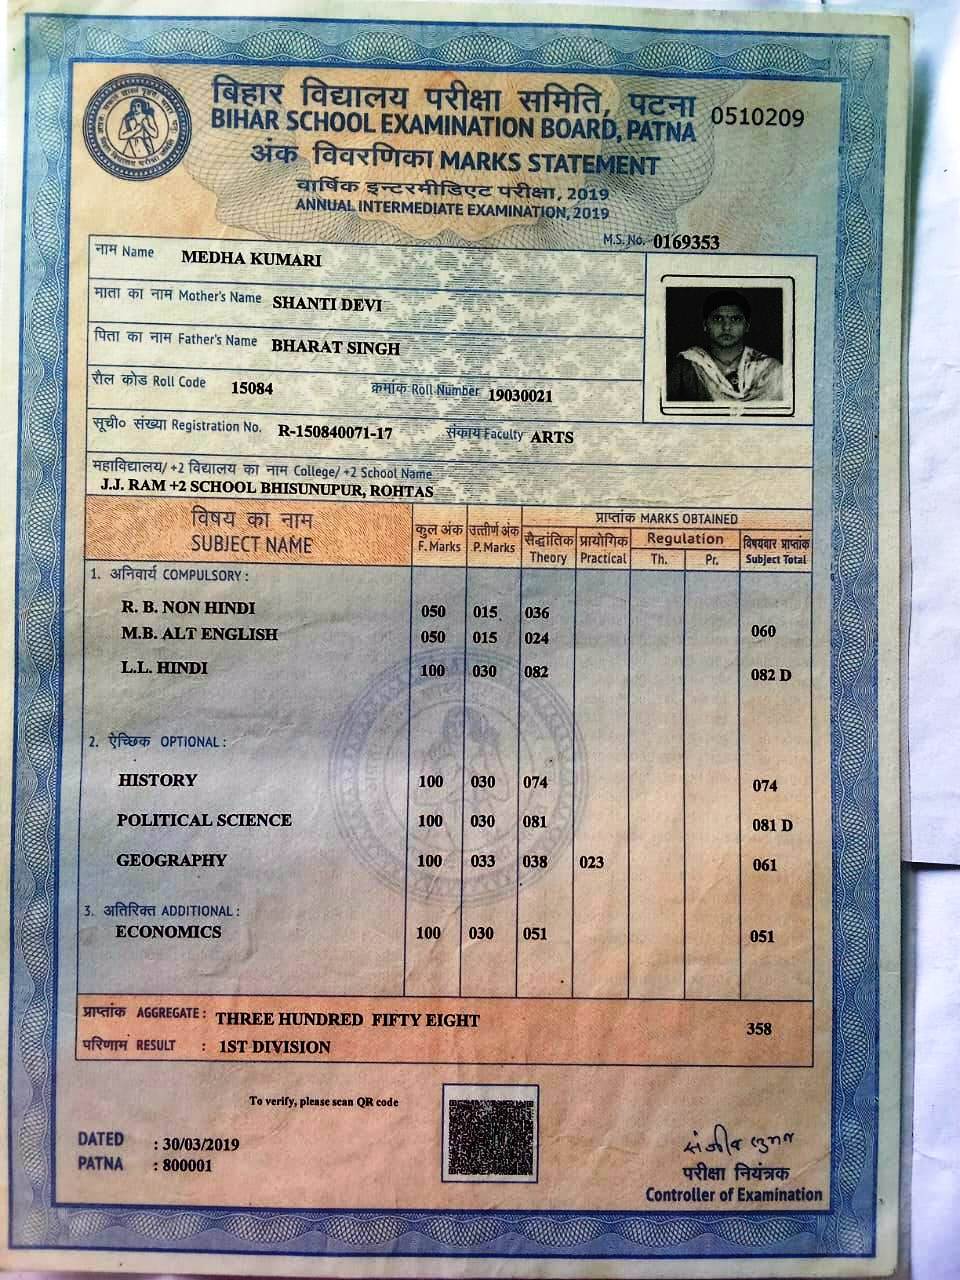 बिहार विद्यालय परीक्षा समिति, पटना
BIHAR SCHOOL EXAMINATION BOARD, PATNA
0510209
अंक विवरणिका MARKS STATEMENT
वार्षिक इन्टरमीडिएट परीक्षा, 2019
ANNUAL INTERMEDIATE EXAMINATION, 2019
M.S. No. 0169353
नाम Name MEDHA KUMARI
माता का नाम Mother's Name SHANTI DEVI
पिता का नाम Father's Name BHARAT SINGH
रौल कोड Roll Code 15084 क्रमांक Roll Number 19030021
सूची० संख्या Registration No. R-150840071-17 संकाय Faculty ARTS
महाविद्यालय/ +2 विद्यालय का नाम College/ +2 School Name
J.J. RAM +2 SCHOOL BHISUNUPUR, ROHTAS
विषय का नाम कुल अंक उत्तीर्ण अंक प्राप्तांक MARKS OBTAINED
SUBJECT NAME F. Marks P. Marks सैद्धांतिक प्रायोगिक Regulation विषयवार प्राप्तांक
Theory Practical Th. Pr. Subject Total
1. अनिवार्य COMPULSORY :
R. B. NON HINDI 050 015 036
M.B. ALT ENGLISH 050 015 024 060
L.L. HINDI 100 030 082 082 D
2. ऐच्छिक OPTIONAL :
HISTORY 100 030 074 074
POLITICAL SCIENCE 100 030 081 081 D
GEOGRAPHY 100 033 038 023 061
3. अतिरिक्त ADDITIONAL :
ECONOMICS 100 030 051 051
प्राप्तांक AGGREGATE : THREE HUNDRED FIFTY EIGHT 358
परिणाम RESULT : 1ST DIVISION
To verify, please scan QR code
DATED : 30/03/2019
PATNA : 800001
परीक्षा नियंत्रक
Controller of Examination